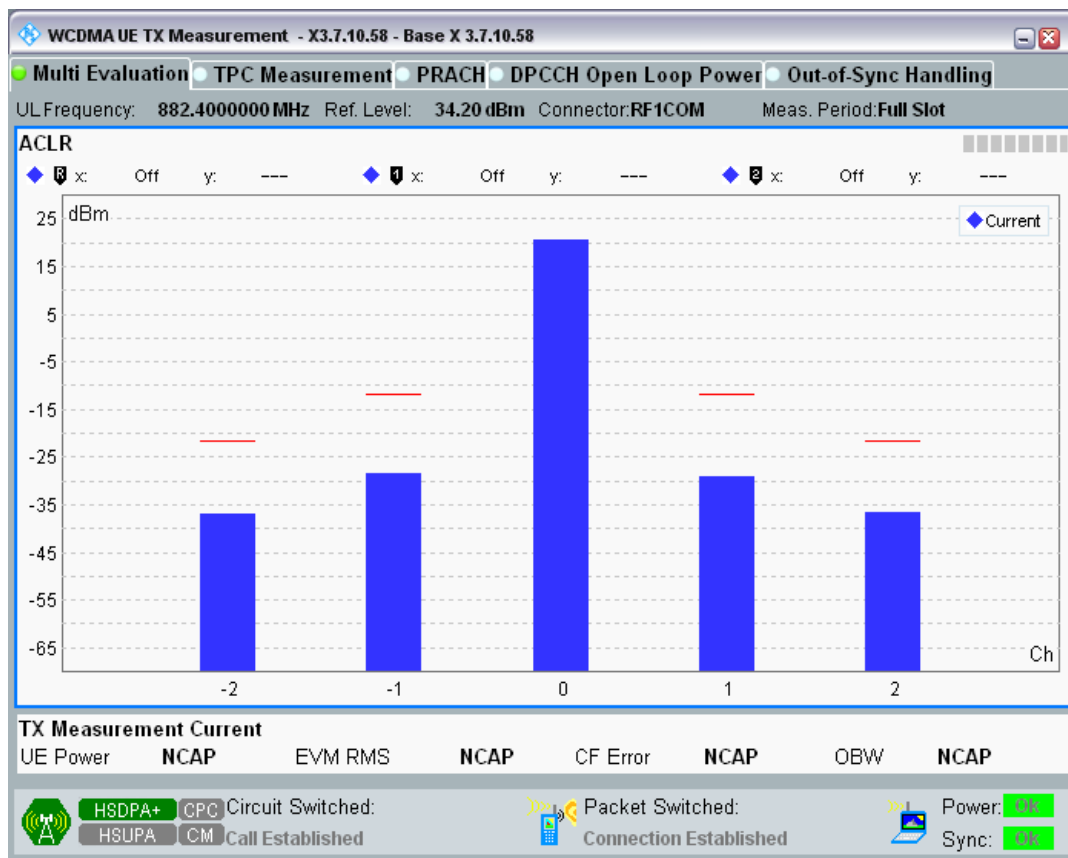 WCDMA UE TX Measurement - X3.7.10.58 - Base X 3.7.10.58
Multi Evaluation TPC Measurement PRACH DPCCH Open Loop Power Out-of-Sync Handling
UL Frequency: 882.4000000 MHz Ref. Level: 34.20 dBm Connector:RF1COM Meas. Period:Full Slot
ACLR
R x: Off y: --- 1 x: Off y: --- 2 x: Off y: ---
dBm
Current
25
15
5
-5
-15
-25
-35
-45
-55
-65
Ch
-2 -1 0 1 2
TX Measurement Current
UE Power NCAP EVM RMS NCAP CF Error NCAP OBW NCAP
HSDPA+ CPC Circuit Switched: Packet Switched: Power: OK
HSUPA CM Call Established Connection Established Sync: OK